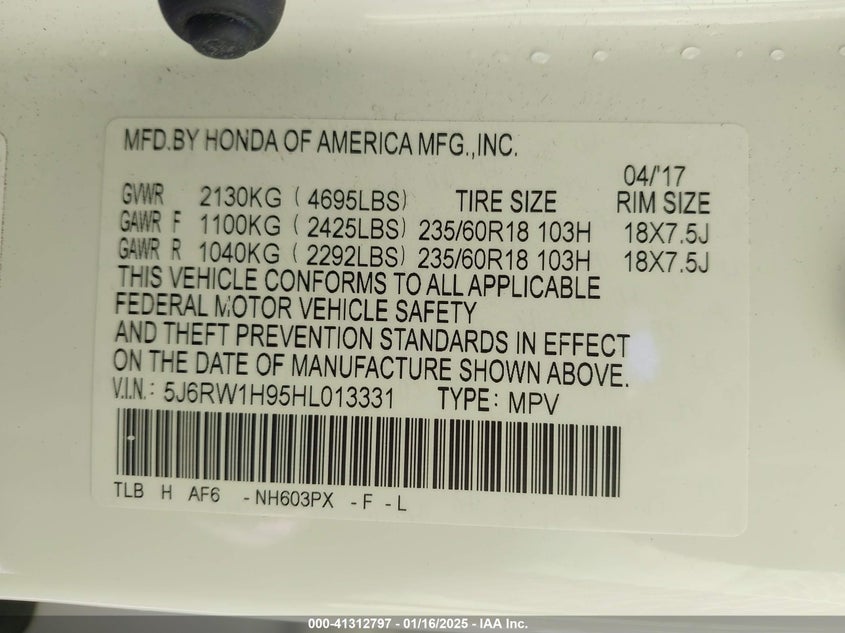 MFD.BY HONDA OF AMERICA MFG.,INC.
04/'17
GVWR 2130KG ( 4695LBS) TIRE SIZE RIM SIZE
GAWR F 1100KG ( 2425LBS) 235/60R18 103H 18X7.5J
GAWR R 1040KG ( 2292LBS) 235/60R18 103H 18X7.5J
THIS VEHICLE CONFORMS TO ALL APPLICABLE
FEDERAL MOTOR VEHICLE SAFETY
AND THEFT PREVENTION STANDARDS IN EFFECT
ON THE DATE OF MANUFACTURE SHOWN ABOVE.
V.I.N.: 5J6RW1H95HL013331 TYPE: MPV
TLB H AF6 - NH603PX - F - L
000-41312797 - 01/16/2025 - IAA Inc.